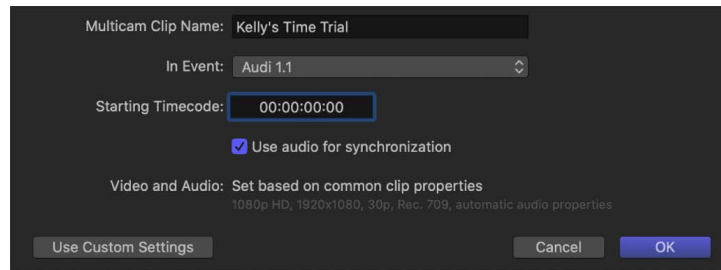 Multicam Clip Name: Kelly's Time Trial
In Event: Audi 1.1
Starting Timecode: 00:00:00:00
Use audio for synchronization
Video and Audio: Set based on common clip properties
1080p HD, 1920x1080, 30p, Rec. 709, automatic audio properties
Use Custom Settings Cancel OK